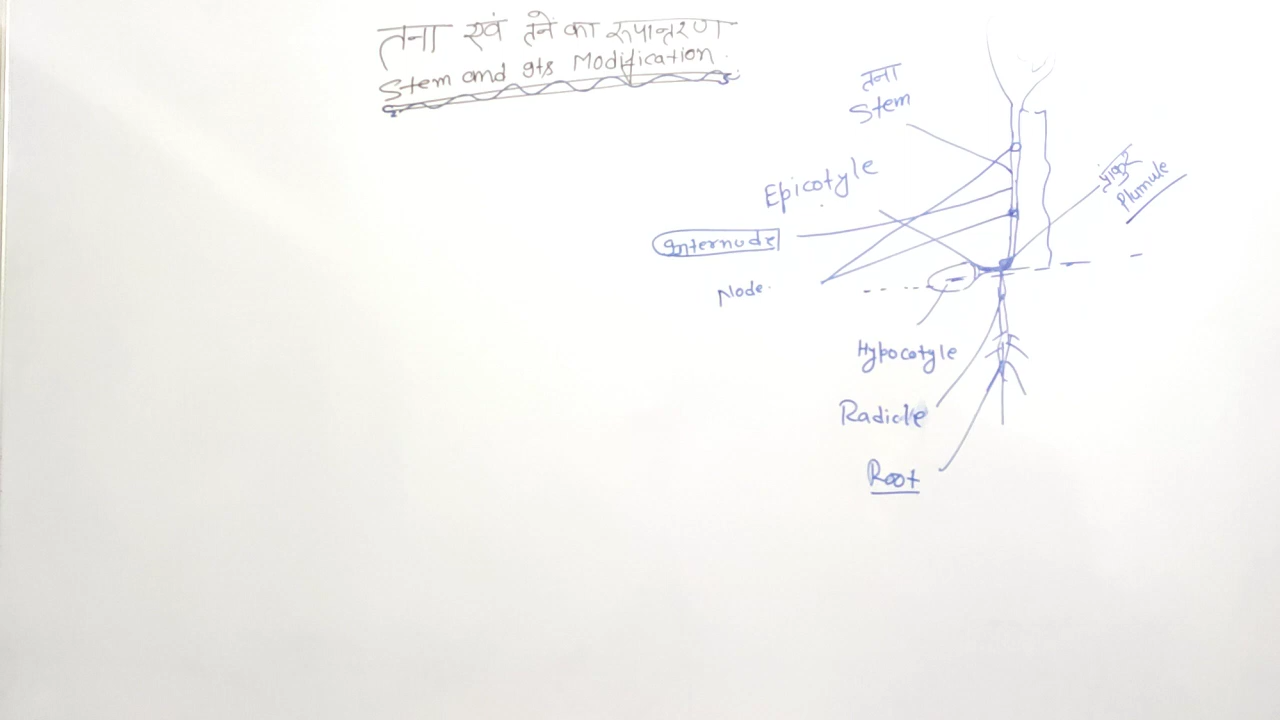 तना एवं तने का रूपान्तरण
Stem and Its Modification.
तना
Stem
Epicotyle
Internode
Node.
प्रांकुर
Plumule
Hypocotyle
Radicle
Root